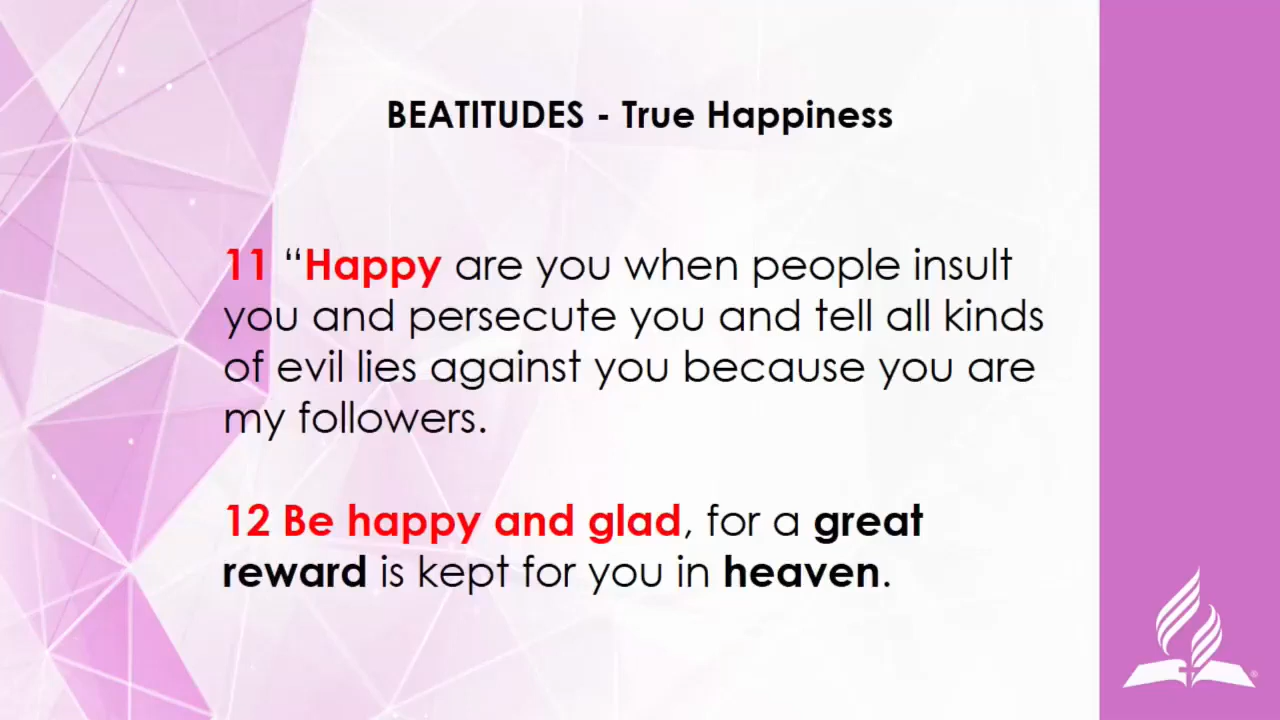 BEATITUDES - True Happiness
11 “Happy are you when people insult
you and persecute you and tell all kinds
of evil lies against you because you are
my followers.
12 Be happy and glad, for a great
reward is kept for you in heaven.
®